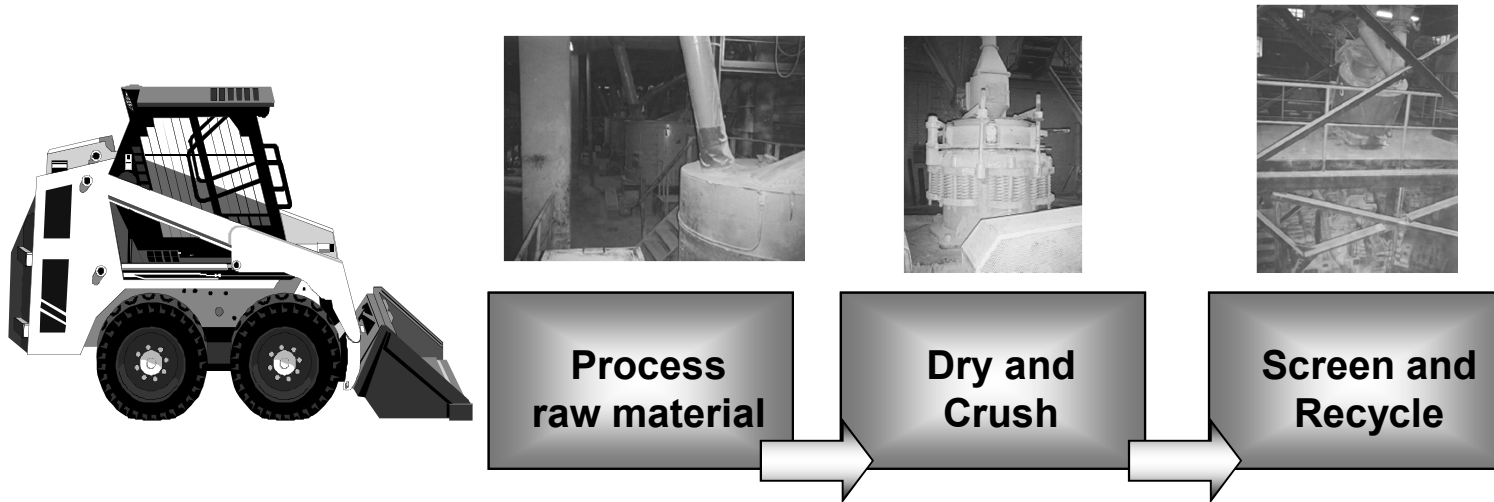 Process
raw material
Dry and
Crush
Screen and
Recycle